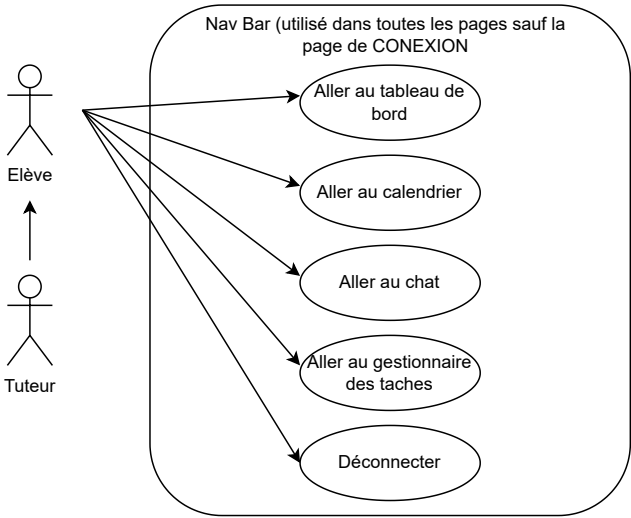 Nav Bar (utilisé dans toutes les pages sauf la
page de CONEXION
Aller au tableau de
bord
Elève
Aller au calendrier
Aller au chat
Aller au gestionnaire
des taches
Tuteur
Déconnecter